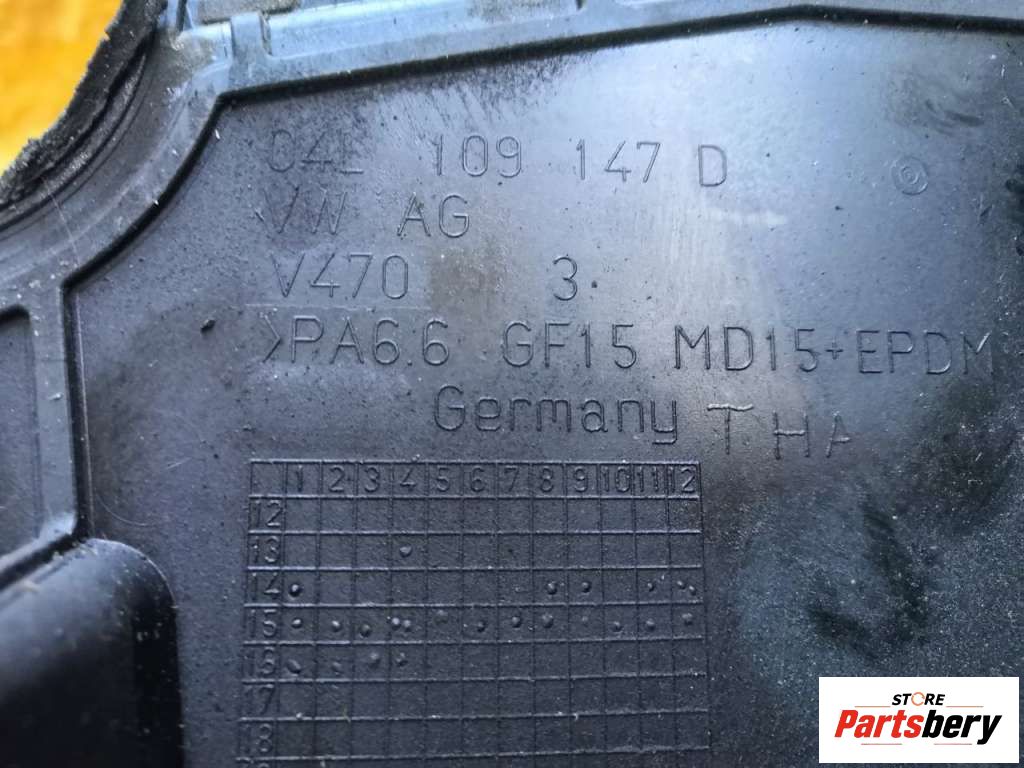 04L 109 147 D
VW AG
V470 3
>PA6.6 GF15 MD15+EPDM
Germany THA
1 2 3 4 5 6 7 8 9 10 11 12
12
13
14
15
16
17
18
STORE
Partsbery